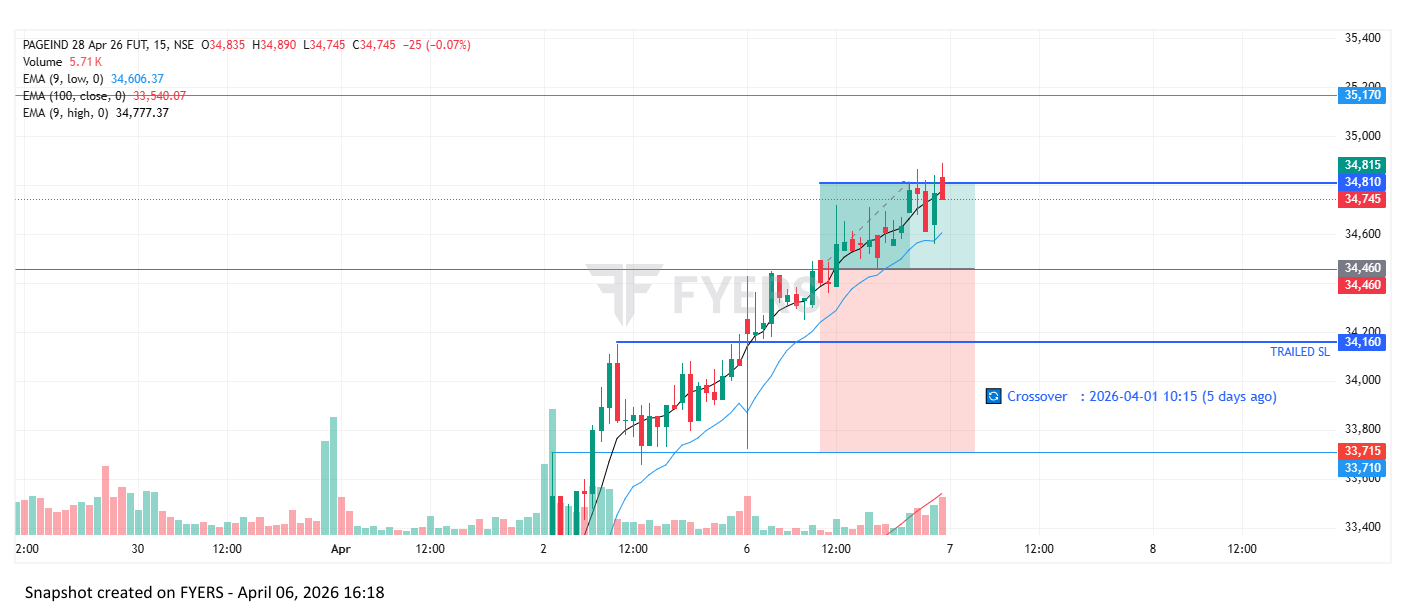 PAGEIND 28 Apr 26 FUT, 15, NSE O34,835 H34,890 L34,745 C34,745 −25 (−0.07%)
Volume 5.71 K
EMA (9, low, 0) 34,606.37
EMA (100, close, 0) 33,540.07
EMA (9, high, 0) 34,777.37
35,400
35,200
35,170
35,000
34,815
34,810
34,745
34,600
34,460
34,460
34,200
34,160
TRAILED SL
34,000
33,800
33,715
33,710
33,600
33,400
FYERS
Crossover : 2026-04-01 10:15 (5 days ago)
2:00 30 12:00 Apr 12:00 2 12:00 6 12:00 7 12:00 8 12:00
Snapshot created on FYERS - April 06, 2026 16:18